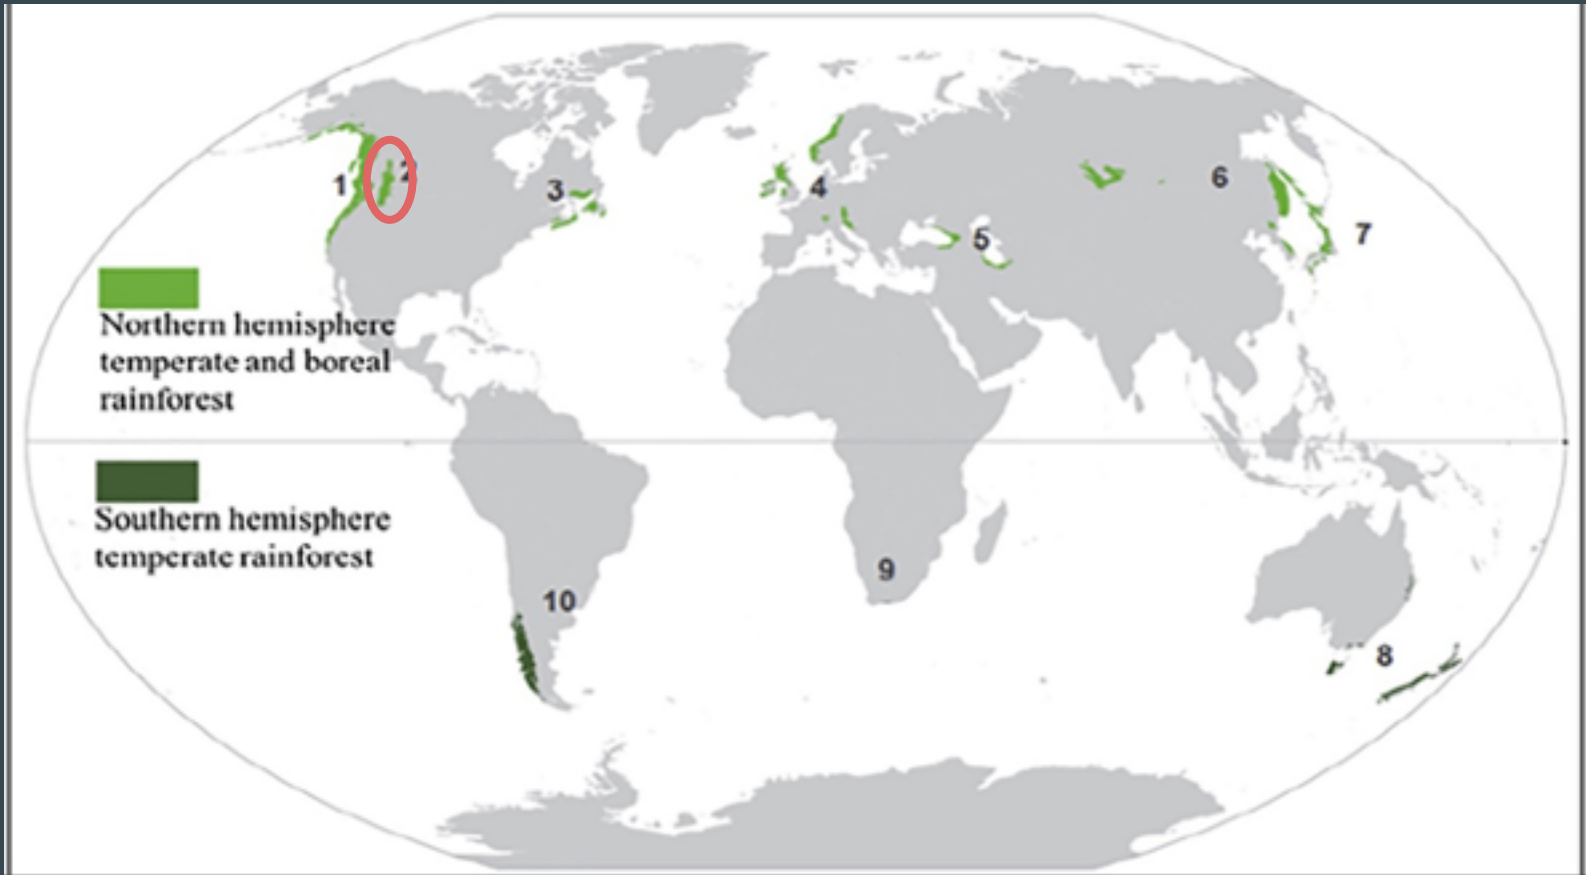 1
2
3
4
5
6
7
Northern hemisphere
temperate and boreal
rainforest
Southern hemisphere
temperate rainforest
8
9
10